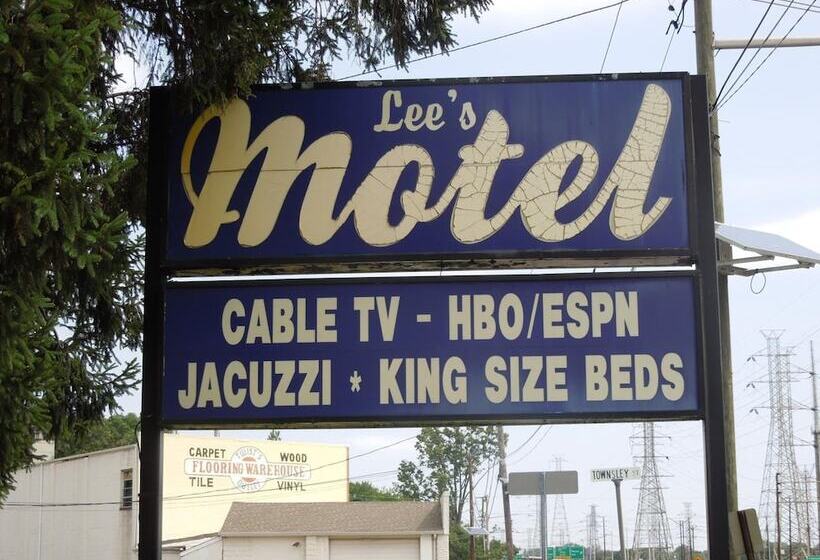 Lee's
Motel
CABLE TV - HBO/ESPN
JACUZZI * KING SIZE BEDS
CARPET WOOD
FLOORING WAREHOUSE
TILE VINYL
TOWNSLEY